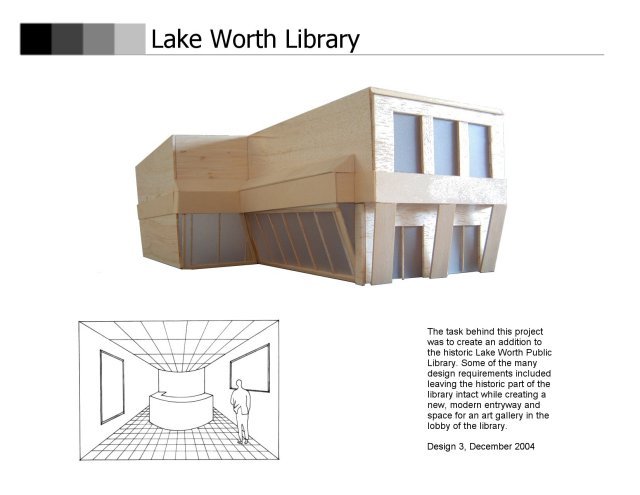 Lake Worth Library
The task behind this project
was to create an addition to
the historic Lake Worth Public
Library. Some of the many
design requirements included
leaving the historic part of the
library intact while creating a
new, modern entryway and
space for an art gallery in the
lobby of the library.
Design 3, December 2004